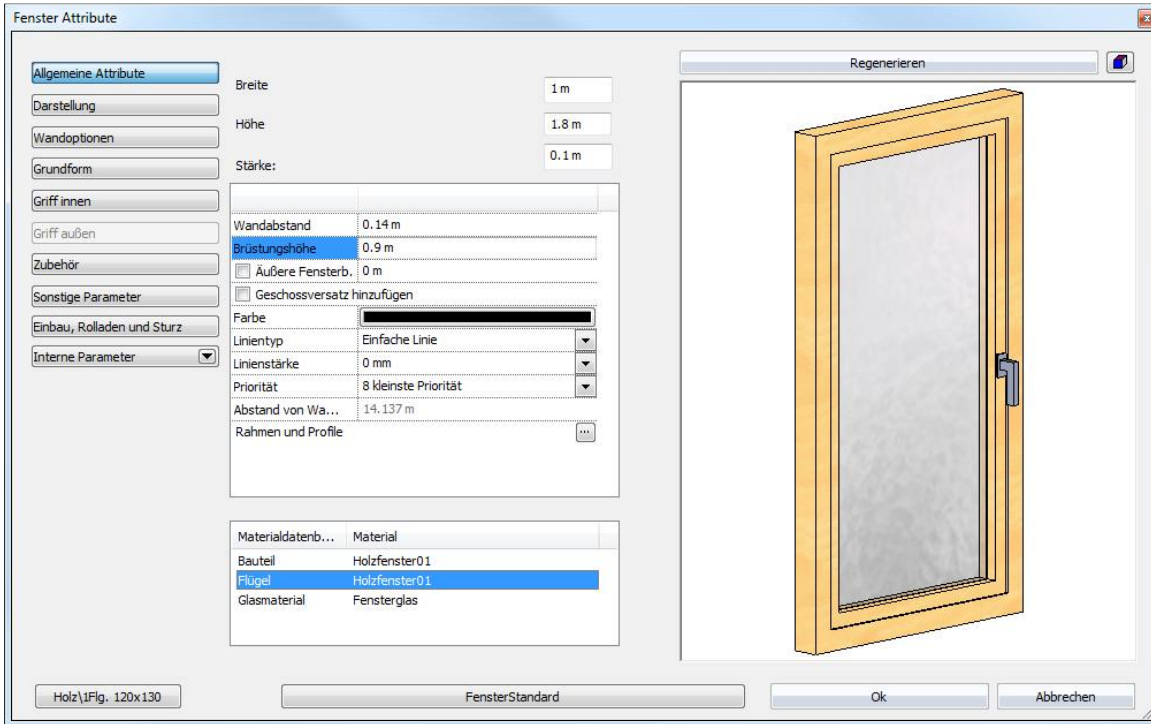 Fenster Attribute
Allgemeine Attribute
Darstellung
Wandoptionen
Grundform
Griff innen
Griff außen
Zubehör
Sonstige Parameter
Einbau, Rolladen und Sturz
Interne Parameter
Breite 1 m
Höhe 1.8 m
Stärke: 0.1 m
Wandabstand 0.14 m
Brüstungshöhe 0.9 m
Äußere Fensterb. 0 m
Geschossversatz hinzufügen
Farbe
Linientyp Einfache Linie
Linienstärke 0 mm
Priorität 8 kleinste Priorität
Abstand von Wa... 14.137 m
Rahmen und Profile ...
Materialdatenb... Material
Bauteil Holzfenster01
Flügel Holzfenster01
Glasmaterial Fensterglas
Regenerieren
Holz\1Flg. 120x130
FensterStandard
Ok
Abbrechen